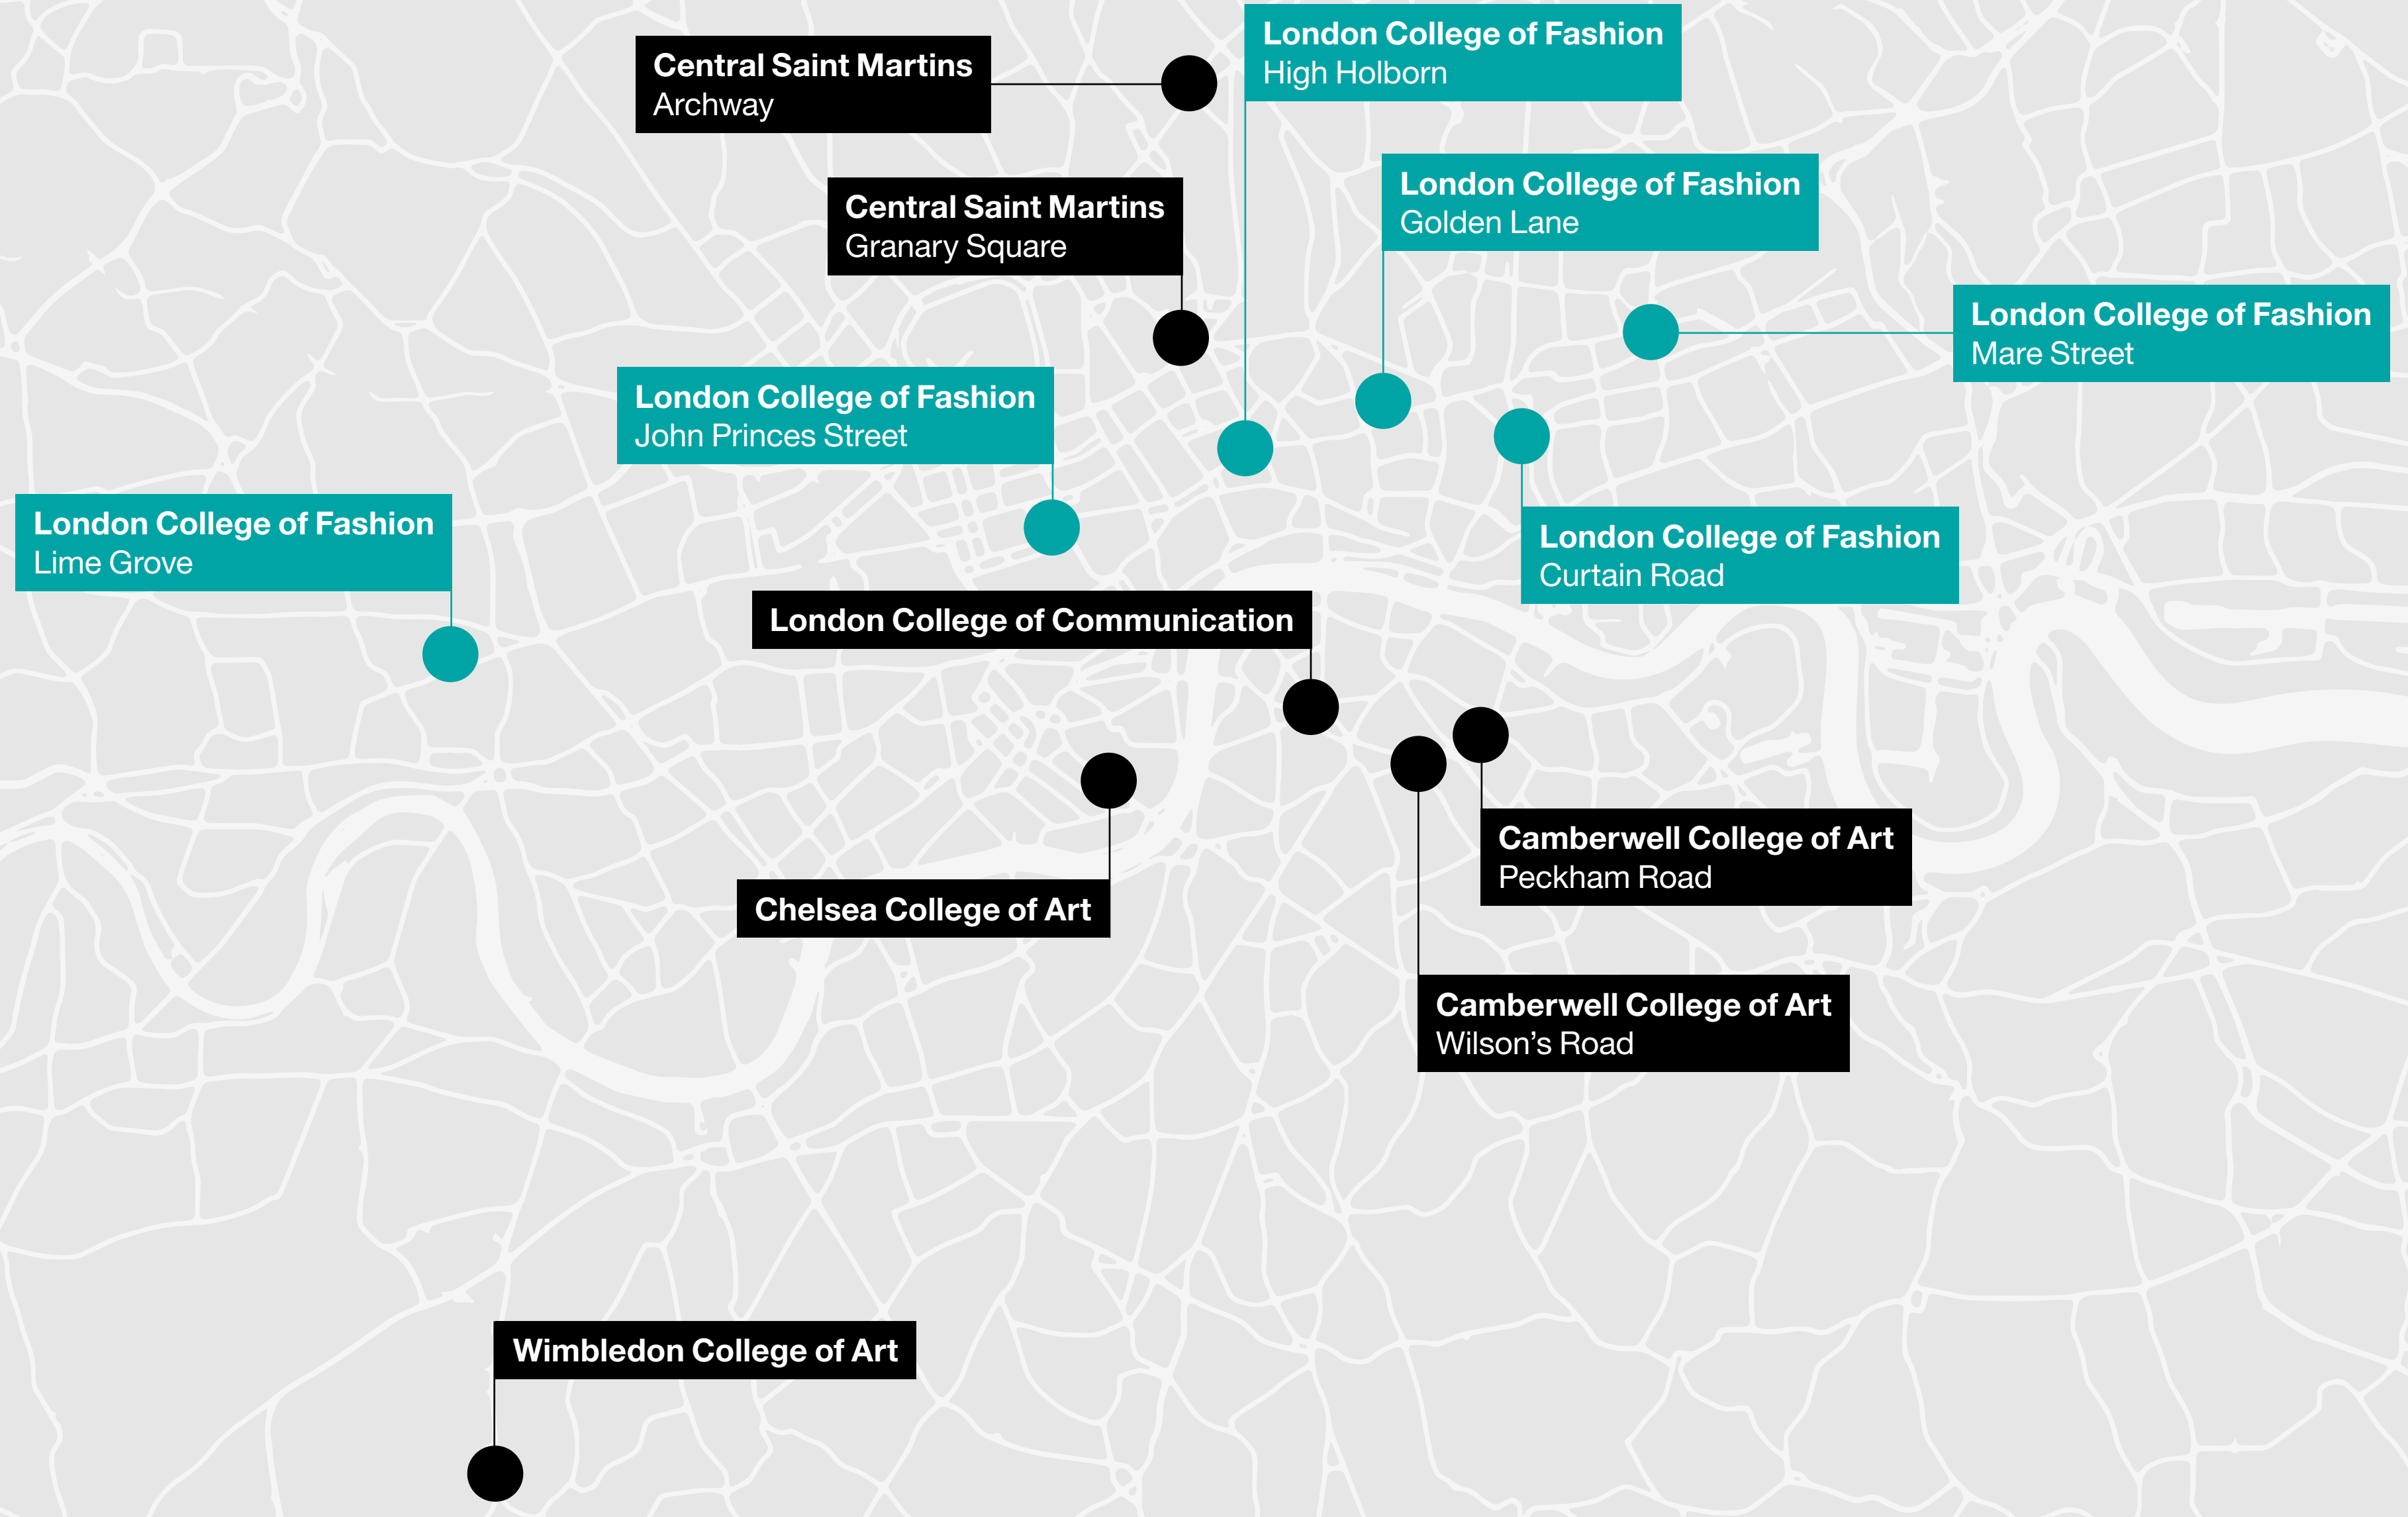 London College of Fashion
High Holborn
Central Saint Martins
Archway
London College of Fashion
Golden Lane
Central Saint Martins
Granary Square
London College of Fashion
Mare Street
London College of Fashion
John Princes Street
London College of Fashion
Lime Grove
London College of Fashion
Curtain Road
London College of Communication
Camberwell College of Art
Peckham Road
Chelsea College of Art
Camberwell College of Art
Wilson’s Road
Wimbledon College of Art